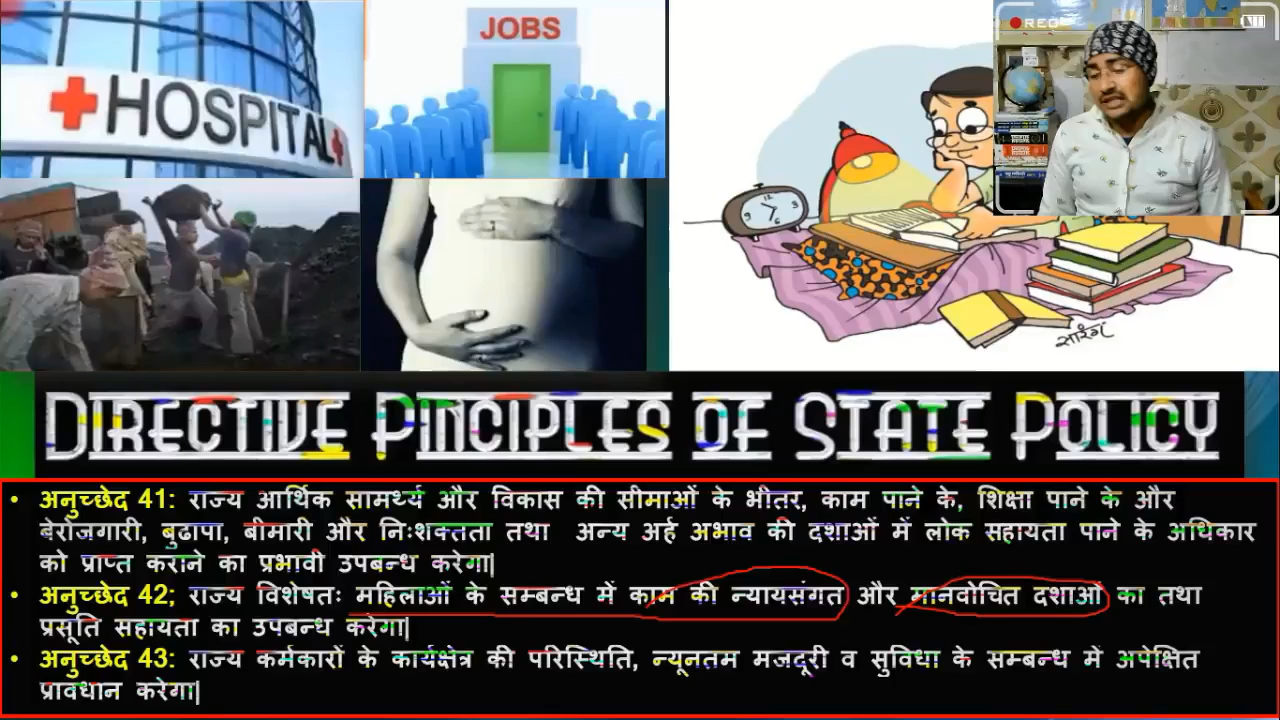 HOSPITAL
JOBS
REC
सारंग
DIRECTIVE PINCIPLES OF STATE POLICY
• अनुच्छेद 41: राज्य आर्थिक सामर्थ्य और विकास की सीमाओं के भीतर, काम पाने के, शिक्षा पाने के और
बेरोजगारी, बुढापा, बीमारी और निःशक्तता तथा अन्य अर्ह अभाव की दशाओं में लोक सहायता पाने के अधिकार
को प्राप्त कराने का प्रभावी उपबन्ध करेगा|
• अनुच्छेद 42; राज्य विशेषतः महिलाओं के सम्बन्ध में काम की न्यायसंगत और मानवोचित दशाओं का तथा
प्रसूति सहायता का उपबन्ध करेगा|
• अनुच्छेद 43: राज्य कर्मकारों के कार्यक्षेत्र की परिस्थिति, न्यूनतम मजदूरी व सुविधा के सम्बन्ध में अपेक्षित
प्रावधान करेगा|